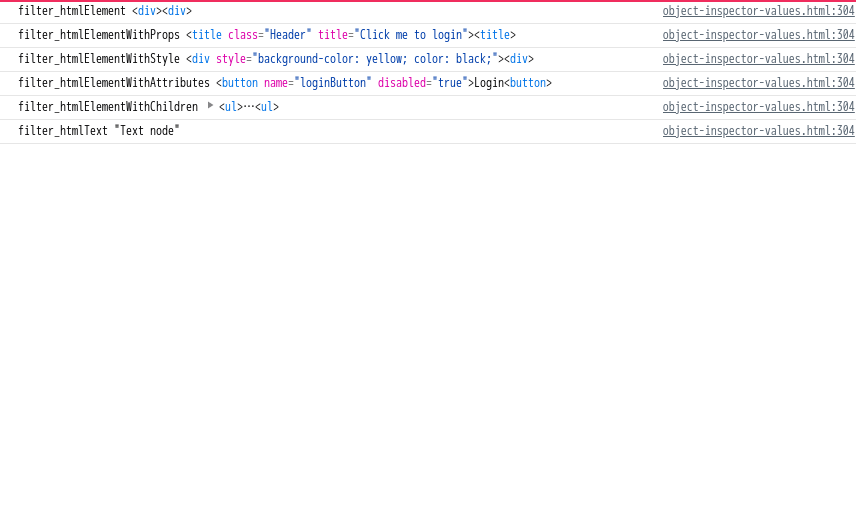 filter_htmlElement <div><div> object-inspector-values.html:304
filter_htmlElementWithProps <title class="Header" title="Click me to login"><title> object-inspector-values.html:304
filter_htmlElementWithStyle <div style="background-color: yellow; color: black;"><div> object-inspector-values.html:304
filter_htmlElementWithAttributes <button name="loginButton" disabled="true">Login<button> object-inspector-values.html:304
filter_htmlElementWithChildren <ul>⋯<ul> object-inspector-values.html:304
filter_htmlText "Text node" object-inspector-values.html:304